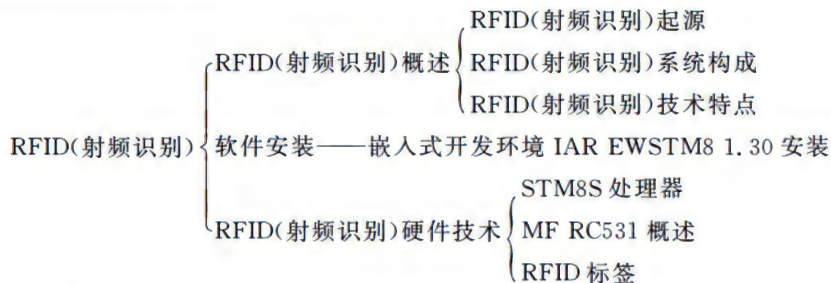 RFID(射频识别)起源
RFID(射频识别)概述
RFID(射频识别)系统构成
RFID(射频识别)技术特点
RFID(射频识别)
软件安装——嵌入式开发环境 IAR EWSTM8 1.30 安装
STM8S 处理器
RFID(射频识别)硬件技术
MF RC531 概述
RFID 标签